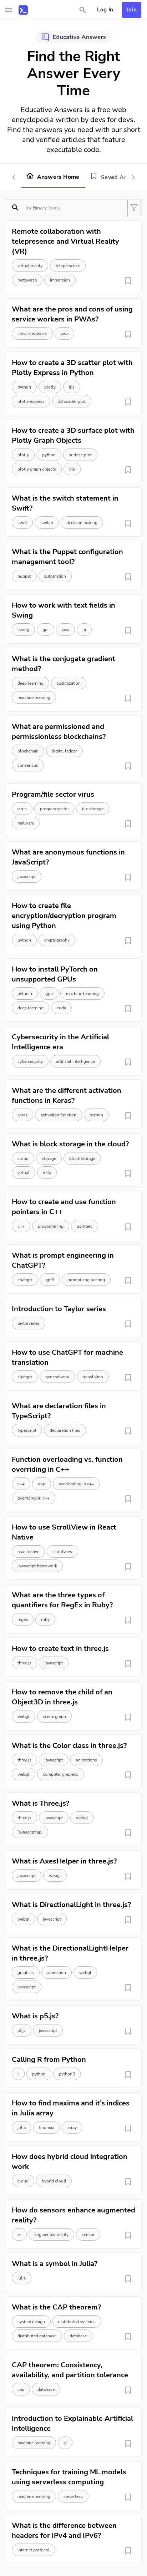 Log In
Join
Educative Answers
Find the Right
Answer Every
Time
Educative Answers is a free web
encyclopedia written by devs for devs.
Find the answers you need with our short
and verified articles that feature
executable code.
Answers Home
Saved An
Try Binary Trees
Remote collaboration with
telepresence and Virtual Reality
(VR)
virtual reality
telepresence
metaverse
immersion
What are the pros and cons of using
service workers in PWAs?
service workers
pwa
How to create a 3D scatter plot with
Plotly Express in Python
python
plotly
plotly express
3d scatter plot
How to create a 3D surface plot with
Plotly Graph Objects
plotly
python
surface plot
plotly graph objects
What is the switch statement in
Swift?
swift
switch
decision making
What is the Puppet configuration
management tool?
puppet
automation
How to work with text fields in
Swing
swing
gui
java
ui
What is the conjugate gradient
method?
deep learning
optimization
machine learning
What are permissioned and
permissionless blockchains?
blockchain
digital ledger
consensus
Program/file sector virus
virus
program sector
file storage
malware
What are anonymous functions in
JavaScript?
javascript
How to create file
encryption/decryption program
using Python
python
cryptography
How to install PyTorch on
unsupported GPUs
pytorch
gpu
machine learning
deep learning
cuda
Cybersecurity in the Artificial
Intelligence era
cybersecurity
artificial intelligence
What are the different activation
functions in Keras?
keras
activation function
python
What is block storage in the cloud?
cloud
storage
block storage
virtual
data
How to create and use function
pointers in C++
c++
programming
pointers
What is prompt engineering in
ChatGPT?
chatgpt
gpt3
prompt engineering
Introduction to Taylor series
taylorseries
How to use ChatGPT for machine
translation
chatgpt
generative ai
translation
What are declaration files in
TypeScript?
typescript
declaration files
Function overloading vs. function
overriding in C++
c++
oop
overloading in c++
overriding in c++
How to use ScrollView in React
Native
react native
scrollview
javascript framework
What are the three types of
quantifiers for RegEx in Ruby?
regex
ruby
How to create text in three.js
three.js
javascript
How to remove the child of an
Object3D in three.js
webgl
scene graph
What is the Color class in three.js?
three.js
javascript
animations
webgl
computer graphics
What is Three.js?
three.js
javascript
webgl
javascript api
What is AxesHelper in three.js?
javascript
webgl
What is DirectionalLight in three.js?
webgl
javascript
What is the DirectionalLightHelper
in three.js?
graphics
animation
webgl
javascript
What is p5.js?
p5js
javascript
Calling R from Python
r
python
python3
How to find maxima and it's indices
in Julia array
julia
findmax
array
How does hybrid cloud integration
work
cloud
hybrid cloud
How do sensors enhance augmented
reality?
ar
augmented reality
sensor
What is a symbol in Julia?
julia
What is the CAP theorem?
system design
distributed systems
distributed database
database
CAP theorem: Consistency,
availability, and partition tolerance
cap
database
Introduction to Explainable Artificial
Intelligence
machine learning
ai
Techniques for training ML models
using serverless computing
machine learning
serverless
What is the difference between
headers for IPv4 and IPv6?
internet protocol